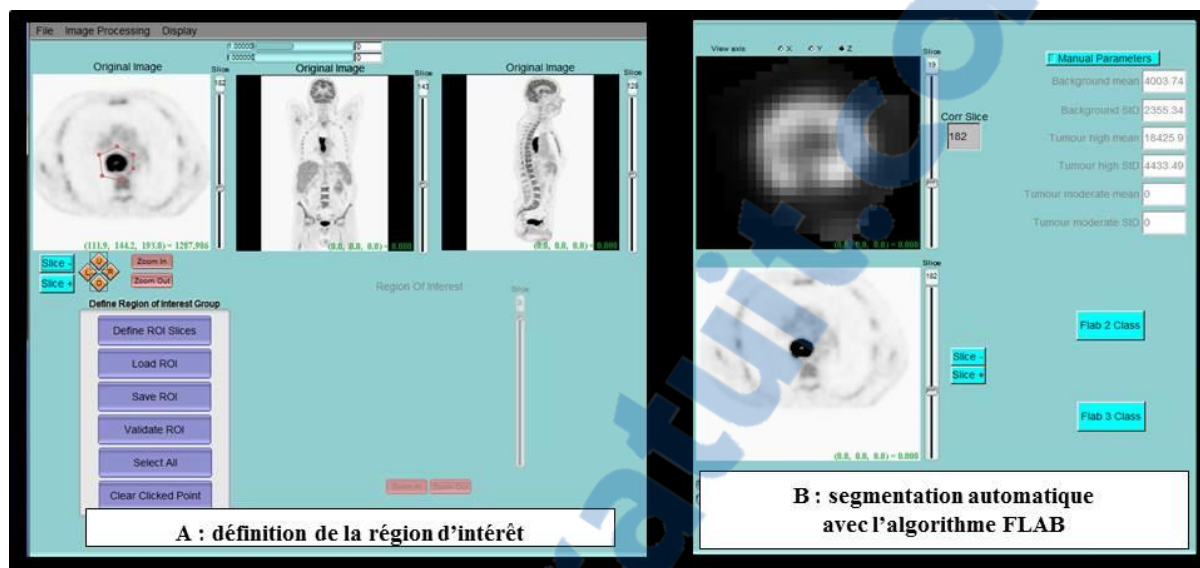 File Image Processing Display
0
0
Original Image
Slice
182
Original Image
Slice
143
Original Image
Slice
128
(111.9, 144.2, 193.0) = 1287.986
(0.0, 0.0, 0.0) = 0.000
(0.0, 0.0, 0.0) = 0.000
Slice -
Slice +
U
L
R
D
Zoom In
Zoom Out
Define Region of Interest Group
Define ROI Slices
Load ROI
Save ROI
Validate ROI
Select All
Clear Clicked Point
Region Of Interest
Slice
Zoom In
Zoom Out
A : définition de la région d'intérêt
View axis X Y Z
Slice
19
Corr Slice
182
Manual Parameters
Background mean 4003.74
Background StD 2355.34
Tumour high mean 18425.9
Tumour high StD 4433.49
Tumour moderate mean 0
Tumour moderate StD 0
Slice
182
Slice -
Slice +
(0.0, 0.0, 0.0) = 0.000
Flab 2 Class
Flab 3 Class
B : segmentation automatique
avec l'algorithme FLAB